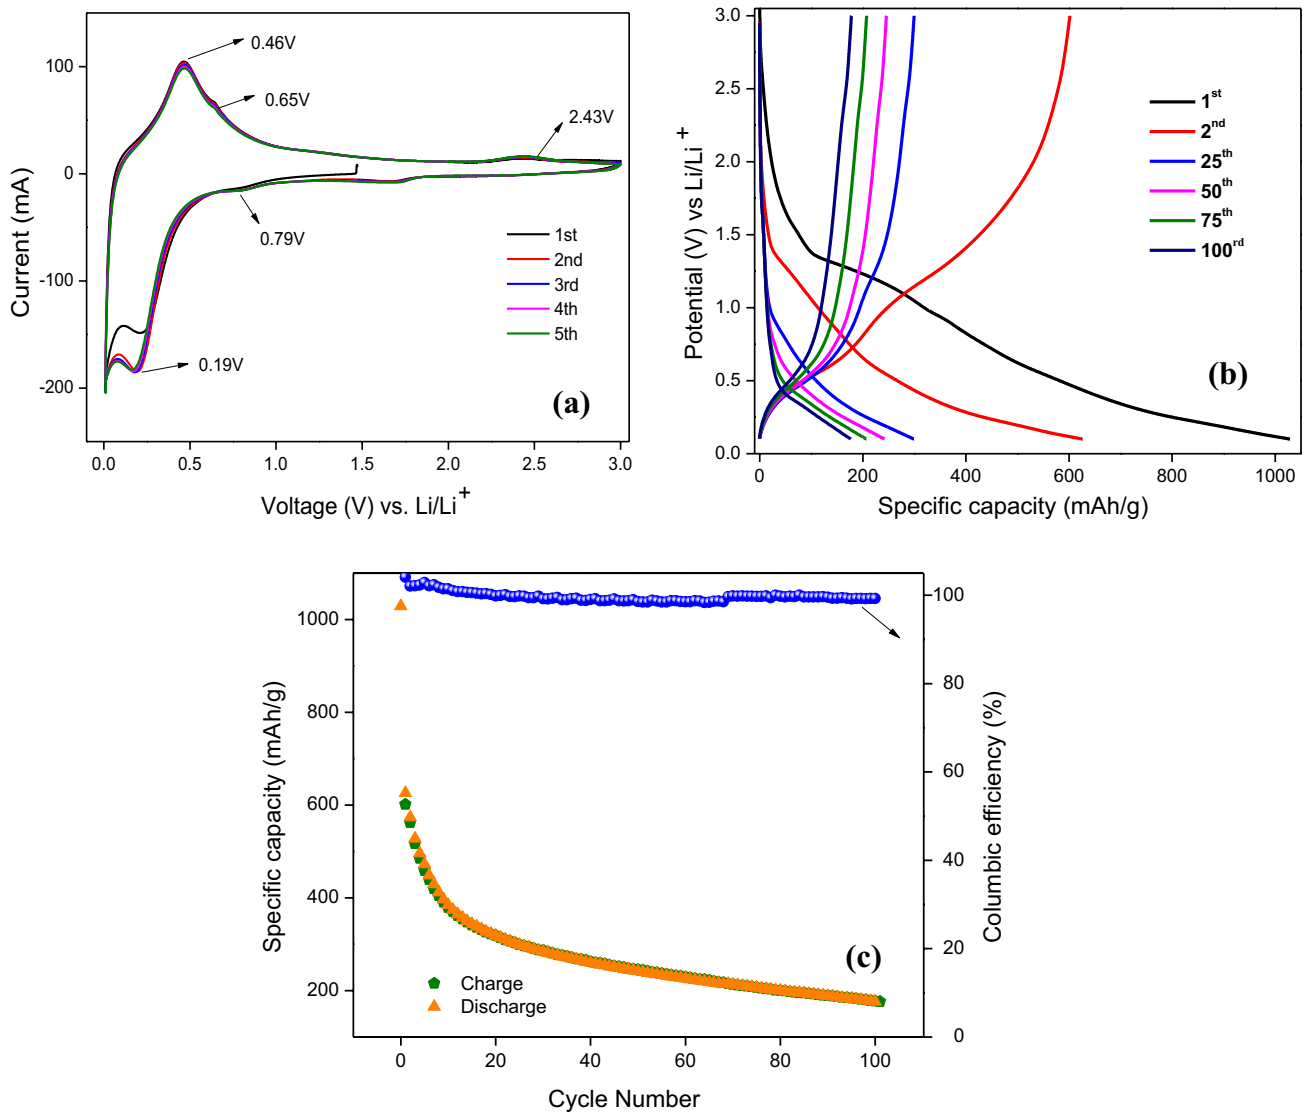 0.46V
0.65V
2.43V
0.79V
0.19V
100
0
-100
-200
Current (mA)
1st
2nd
3rd
4th
5th
(a)
0.0 0.5 1.0 1.5 2.0 2.5 3.0
Voltage (V) vs. Li/Li+
3.0
2.5
2.0
1.5
1.0
0.5
0.0
Potential (V) vs Li/Li+
1st
2nd
25th
50th
75th
100rd
(b)
0 200 400 600 800 1000
Specific capacity (mAh/g)
1000
800
600
400
200
Specific capacity (mAh/g)
100
80
60
40
20
0
Columbic efficiency (%)
Charge
Discharge
(c)
0 20 40 60 80 100
Cycle Number